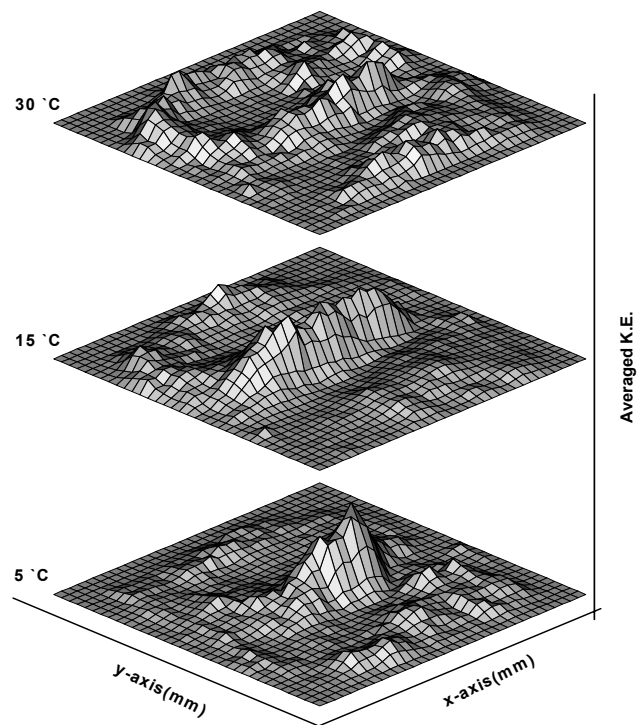 30 `C
15 `C
Averaged K.E.
5 `C
y-axis(mm)
x-axis(mm)